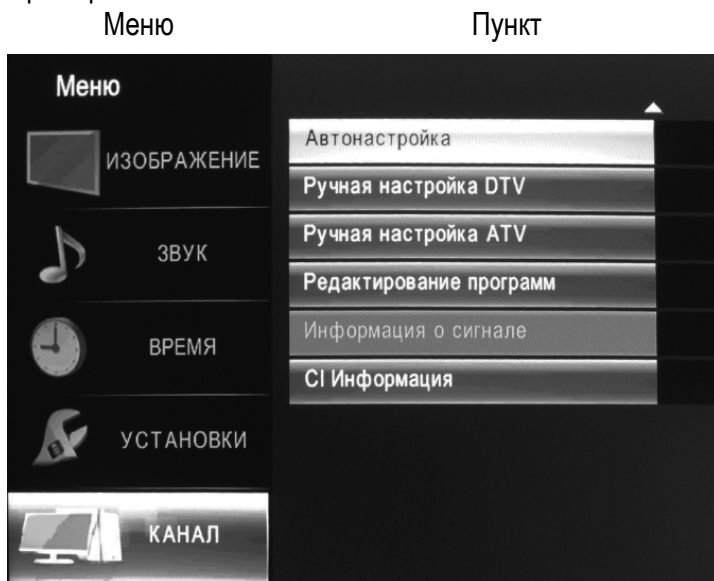 Меню Пункт
Меню
ИЗОБРАЖЕНИЕ
ЗВУК
ВРЕМЯ
УСТАНОВКИ
КАНАЛ
Автонастройка
Ручная настройка DTV
Ручная настройка ATV
Редактирование программ
Информация о сигнале
CI Информация